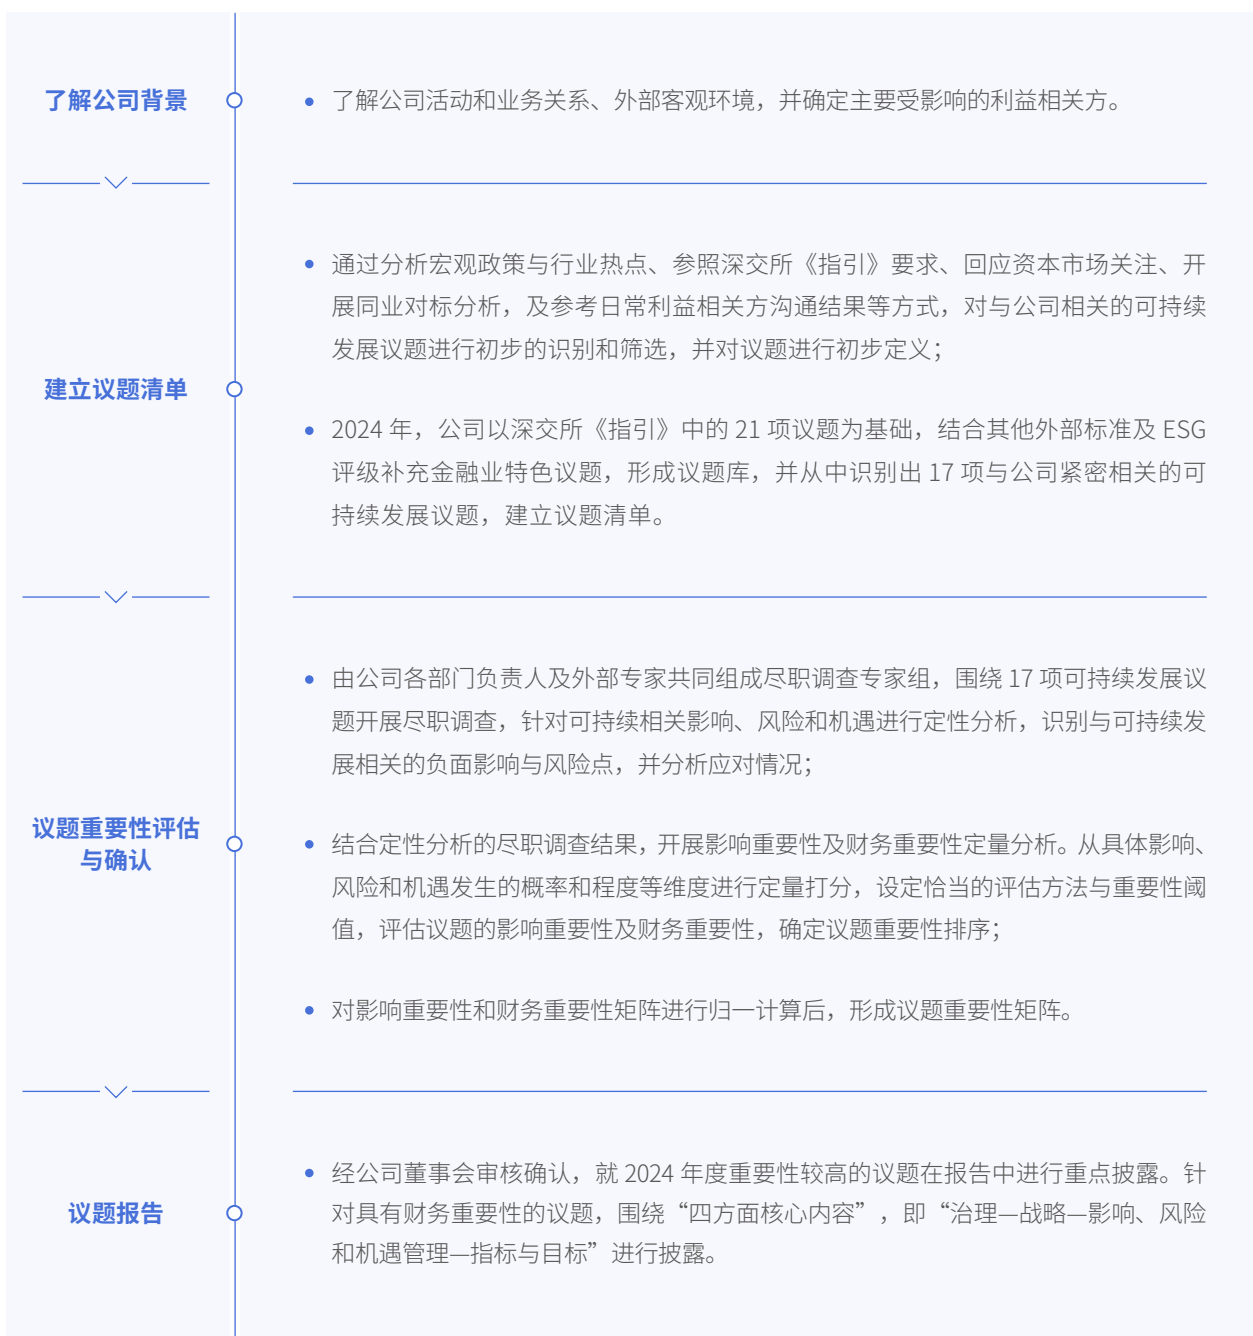 了解公司背景
了解公司活动和业务关系、外部客观环境，并确定主要受影响的利益相关方。
建立议题清单
通过分析宏观政策与行业热点、参照深交所《指引》要求、回应资本市场关注、开
展同业对标分析，及参考日常利益相关方沟通结果等方式，对与公司相关的可持续
发展议题进行初步的识别和筛选，并对议题进行初步定义；
2024 年，公司以深交所《指引》中的 21 项议题为基础，结合其他外部标准及 ESG
评级补充金融业特色议题，形成议题库，并从中识别出 17 项与公司紧密相关的可
持续发展议题，建立议题清单。
议题重要性评估
与确认
由公司各部门负责人及外部专家共同组成尽职调查专家组，围绕 17 项可持续发展议
题开展尽职调查，针对可持续相关影响、风险和机遇进行定性分析，识别与可持续发
展相关的负面影响与风险点，并分析应对情况；
结合定性分析的尽职调查结果，开展影响重要性及财务重要性定量分析。从具体影响、
风险和机遇发生的概率和程度等维度进行定量打分，设定恰当的评估方法与重要性阈
值，评估议题的影响重要性及财务重要性，确定议题重要性排序；
对影响重要性和财务重要性矩阵进行归一计算后，形成议题重要性矩阵。
议题报告
经公司董事会审核确认，就 2024 年度重要性较高的议题在报告中进行重点披露。针
对具有财务重要性的议题，围绕“四方面核心内容”，即“治理—战略—影响、风险
和机遇管理—指标与目标”进行披露。